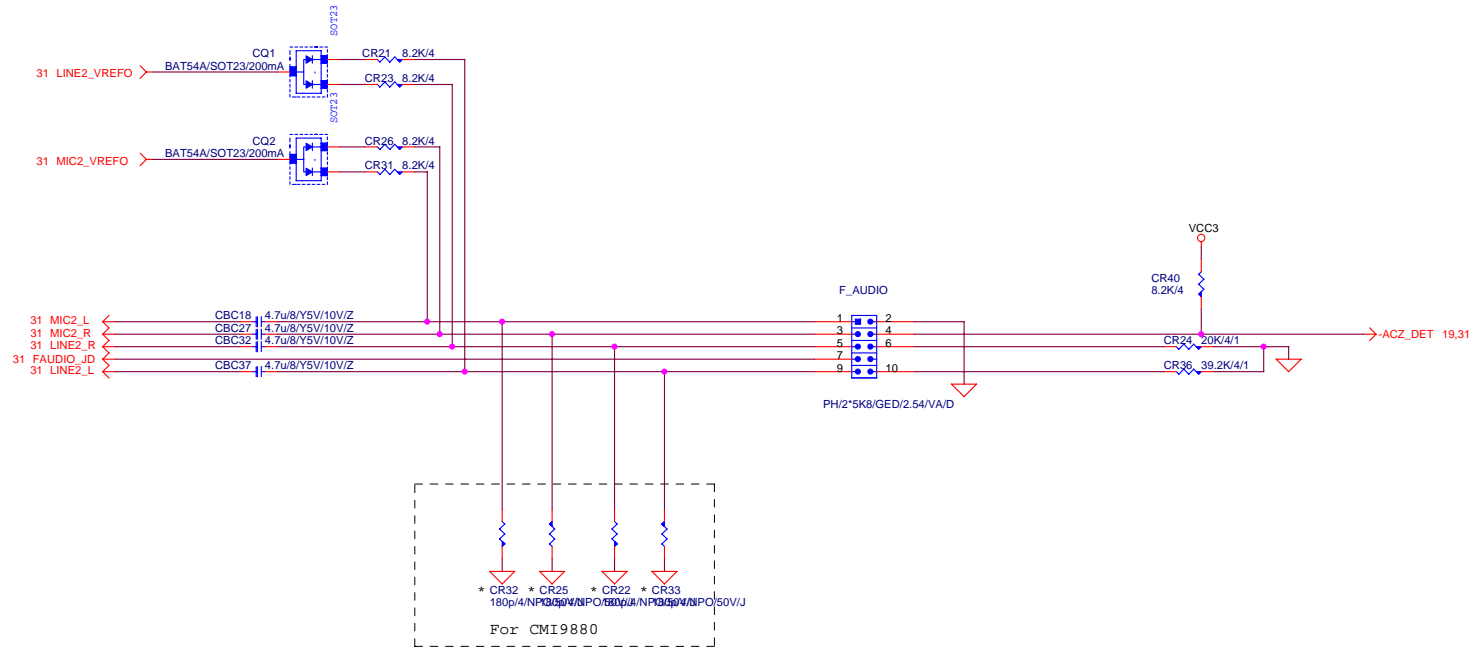 SOT23
CQ1
BAT54A/SOT23/200mA
31 LINE2_VREFO
CR21 8.2K/4
CR23 8.2K/4
SOT23
CQ2
BAT54A/SOT23/200mA
31 MIC2_VREFO
CR26 8.2K/4
CR31 8.2K/4
VCC3
CR40
8.2K/4
F_AUDIO
31 MIC2_L
CBC18 4.7u/8/Y5V/10V/Z
1 2
31 MIC2_R
CBC27 4.7u/8/Y5V/10V/Z
3 4
-ACZ_DET 19,31
31 LINE2_R
CBC32 4.7u/8/Y5V/10V/Z
5 6
CR24 20K/4/1
31 FAUDIO_JD
7
31 LINE2_L
CBC37 4.7u/8/Y5V/10V/Z
9 10
CR36 39.2K/4/1
PH/2*5K8/GED/2.54/VA/D
* CR32 * CR25 * CR22 * CR33
180p/4/NPO/50V/J
For CMI9880